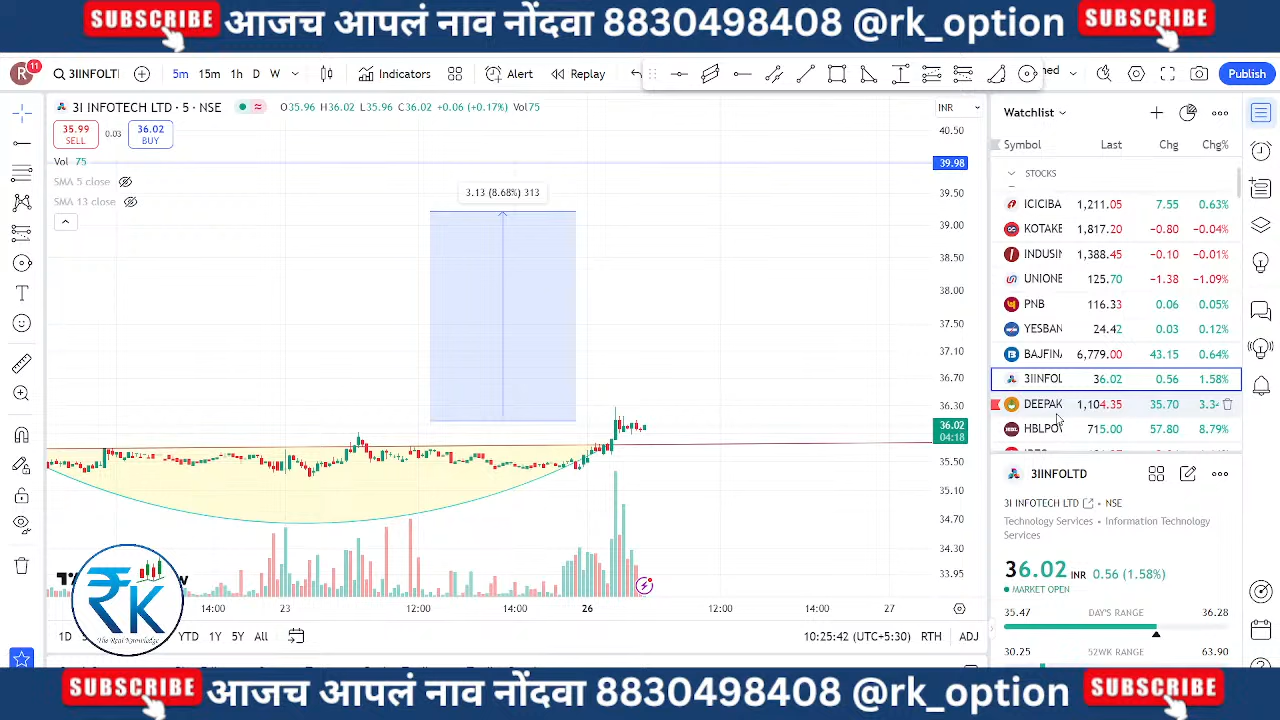 SUBSCRIBE आजच आपलं नाव नोंदवा 8830498408 @rk_option SUBSCRIBE
R 11 3IINFOLTI 5m 15m 1h D W Indicators Alert Replay Publish
3I INFOTECH LTD · 5 · NSE O35.96 H36.02 L35.96 C36.02 +0.06 (+0.17%) Vol75 INR
35.99 SELL 0.03 36.02 BUY
Vol 75
SMA 5 close
SMA 13 close
3.13 (8.68%) 313
40.50
39.98
39.50
39.00
38.50
38.00
37.50
37.10
36.70
36.30
36.02
04:18
35.50
35.10
34.70
34.30
33.95
14:00 23 12:00 14:00 26 12:00 14:00 27
1D YTD 1Y 5Y All 10:25:42 (UTC+5:30) RTH ADJ
₹K
The Real Knowledge
Watchlist
Symbol Last Chg Chg%
STOCKS
ICICIBA 1,211.05 7.55 0.63%
KOTAKE 1,817.20 −0.80 −0.04%
INDUSIN 1,388.45 −0.10 −0.01%
UNIONE 125.70 −1.38 −1.09%
PNB 116.33 0.06 0.05%
YESBAN 24.42 0.03 0.12%
BAJFIN 6,779.00 43.15 0.64%
3IINFOL 36.02 0.56 1.58%
DEEPAK 1,104.35 35.70 3.3
HBLPO 715.00 57.80 8.79%
3IINFOLTD
3I INFOTECH LTD · NSE
Technology Services · Information Technology
Services
36.02 INR 0.56 (1.58%)
MARKET OPEN
35.47 DAY'S RANGE 36.28
30.25 52WK RANGE 63.90
SUBSCRIBE आजच आपलं नाव नोंदवा 8830498408 @rk_option SUBSCRIBE